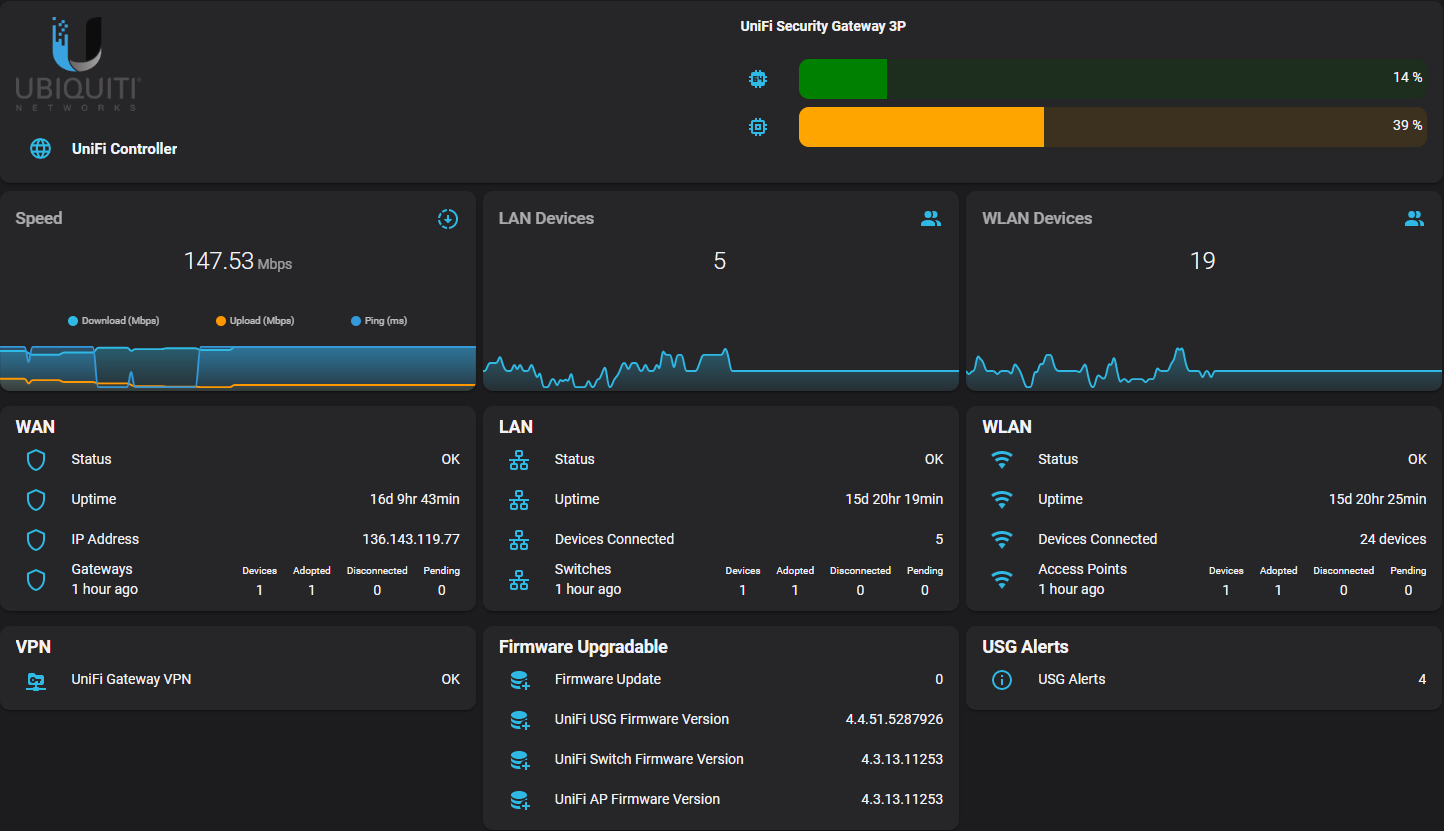 UBIQUITI
NETWORKS
UniFi Controller
UniFi Security Gateway 3P
64
14 %
39 %
Speed
147.53 Mbps
Download (Mbps) Upload (Mbps) Ping (ms)
LAN Devices
5
WLAN Devices
19
WAN
Status OK
Uptime 16d 9hr 43min
IP Address 136.143.119.77
Gateways Devices Adopted Disconnected Pending
1 hour ago 1 1 0 0
LAN
Status OK
Uptime 15d 20hr 19min
Devices Connected 5
Switches Devices Adopted Disconnected Pending
1 hour ago 1 1 0 0
WLAN
Status OK
Uptime 15d 20hr 25min
Devices Connected 24 devices
Access Points Devices Adopted Disconnected Pending
1 hour ago 1 1 0 0
VPN
UniFi Gateway VPN OK
Firmware Upgradable
Firmware Update 0
UniFi USG Firmware Version 4.4.51.5287926
UniFi Switch Firmware Version 4.3.13.11253
UniFi AP Firmware Version 4.3.13.11253
USG Alerts
USG Alerts 4